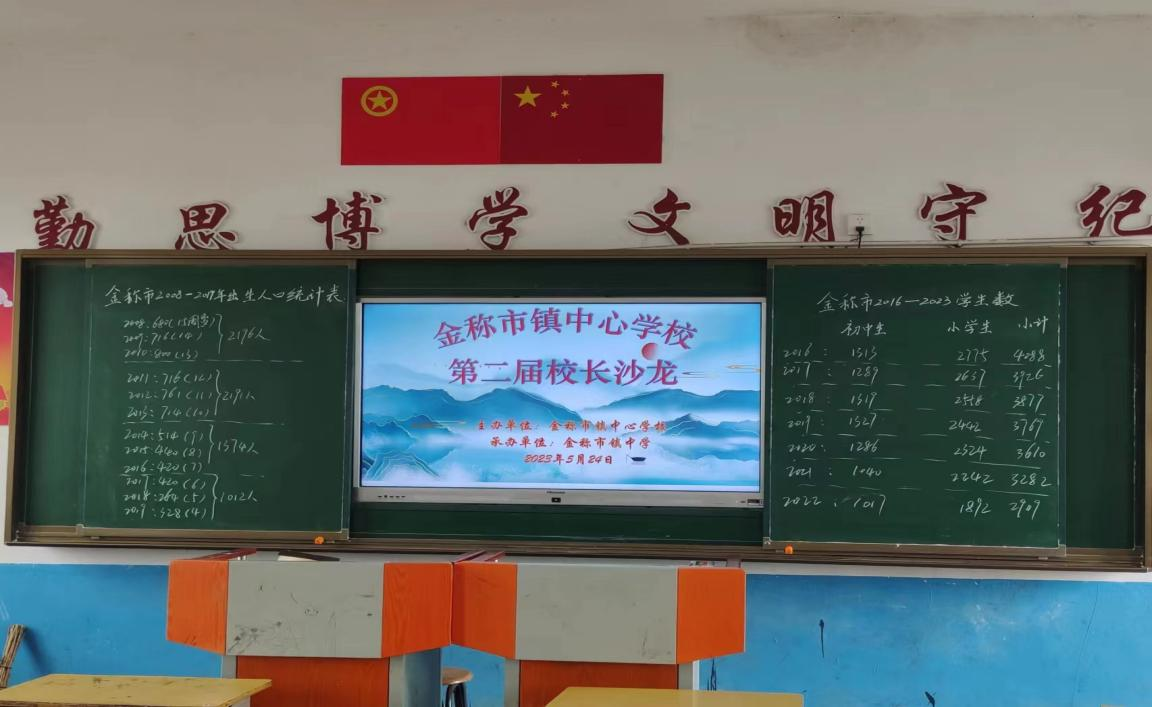 勤思博学文明守纪
金称市2008-2019年出生人口统计表
2008:680(15周岁)
2009:716(14)
2010:800(13)
2196人
2011:716(12)
2012:761(11)
2013:714(10)
2191人
2014:514(9)
2015:460(8)
2016:420(7)
1394人
2017:420(6)
2018:264(5)
2019:328(4)
1012人
金称市镇中心学校
第二届校长沙龙
主办单位：金称市镇中心学校
承办单位：金称市镇中学
2023年5月24日
Hisense
金称市2016—2023学生数
初中生 小学生 小计
2016: 1313 2775 4088
2017: 1289 2637 3926
2018: 1319 2558 3877
2019: 1327 2442 3769
2020: 1286 2324 3610
2021: 1040 2242 3282
2022: 1017 1892 2909